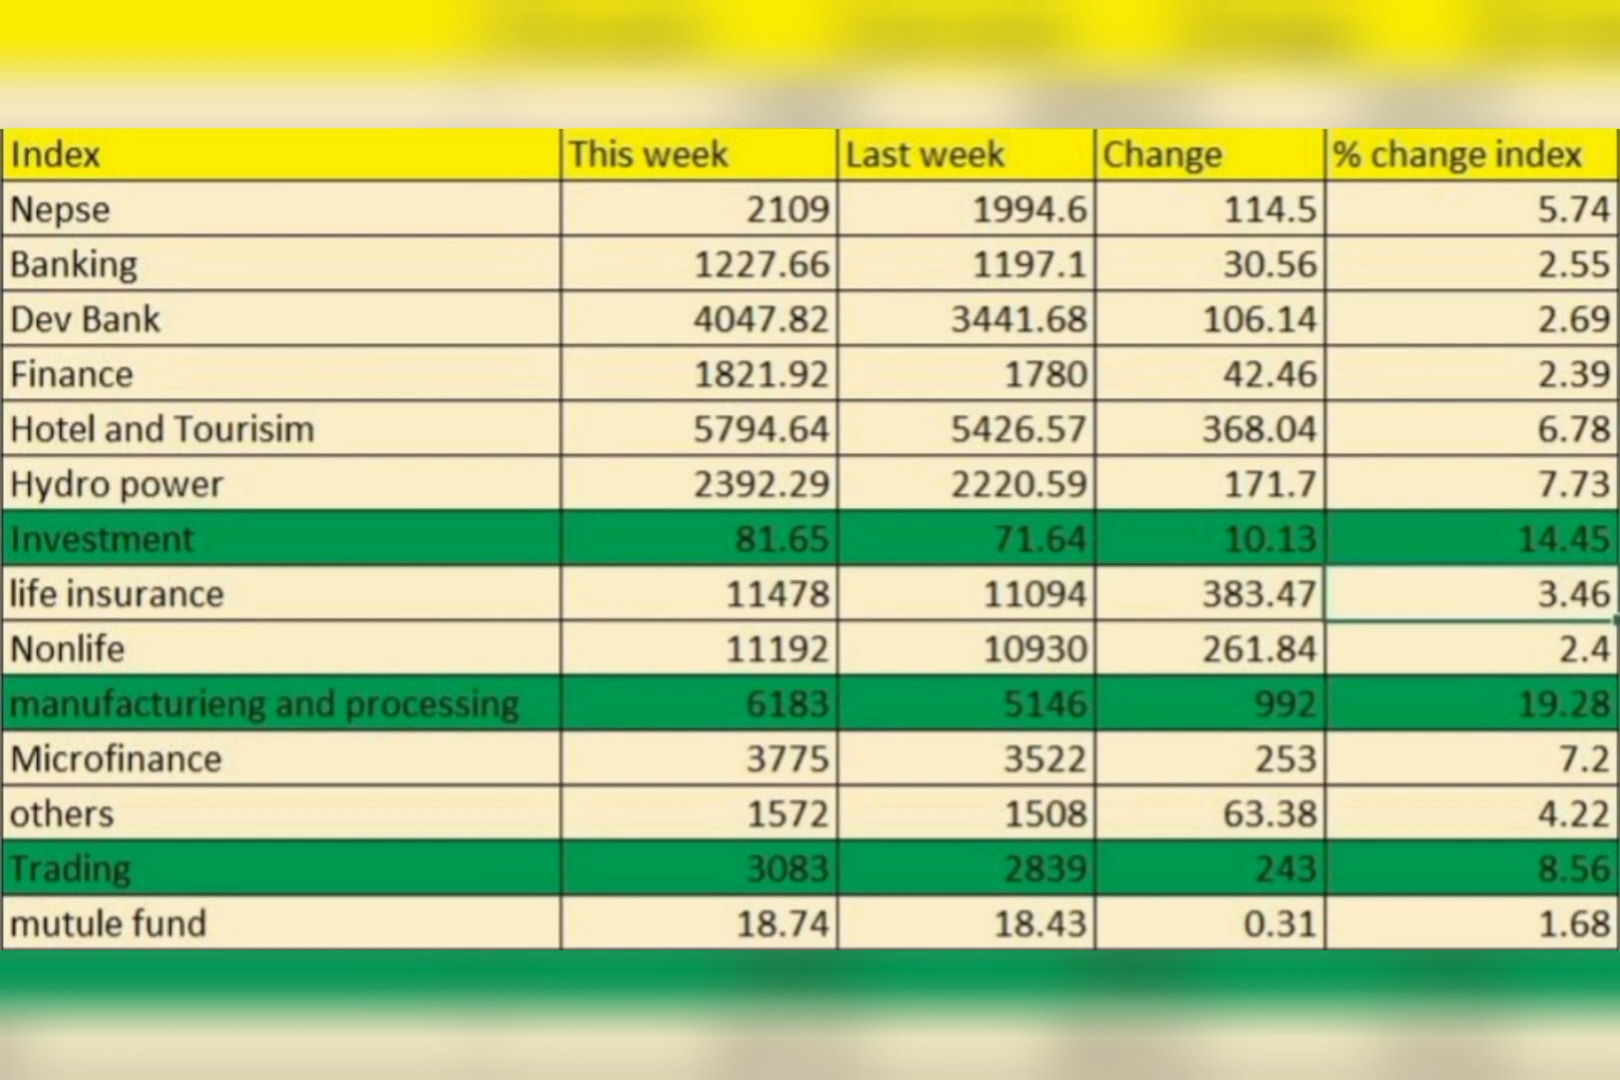 Index This week Last week Change % change index
Nepse 2109 1994.6 114.5 5.74
Banking 1227.66 1197.1 30.56 2.55
Dev Bank 4047.82 3441.68 106.14 2.69
Finance 1821.92 1780 42.46 2.39
Hotel and Tourisim 5794.64 5426.57 368.04 6.78
Hydro power 2392.29 2220.59 171.7 7.73
Investment 81.65 71.64 10.13 14.45
life insurance 11478 11094 383.47 3.46
Nonlife 11192 10930 261.84 2.4
manufacturieng and processing 6183 5146 992 19.28
Microfinance 3775 3522 253 7.2
others 1572 1508 63.38 4.22
Trading 3083 2839 243 8.56
mutule fund 18.74 18.43 0.31 1.68